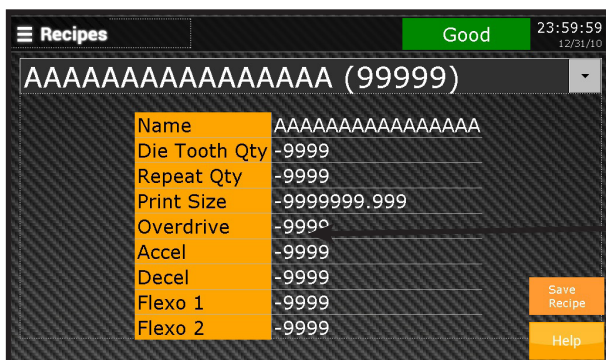 Recipes
Good
23:59:59
12/31/10
AAAAAAAAAAAAAAAA (99999)
Name AAAAAAAAAAAAAAAA
Die Tooth Qty -9999
Repeat Qty -9999
Print Size -9999999.999
Overdrive -9999
Accel -9999
Decel -9999
Flexo 1 -9999
Flexo 2 -9999
Save
Recipe
Help